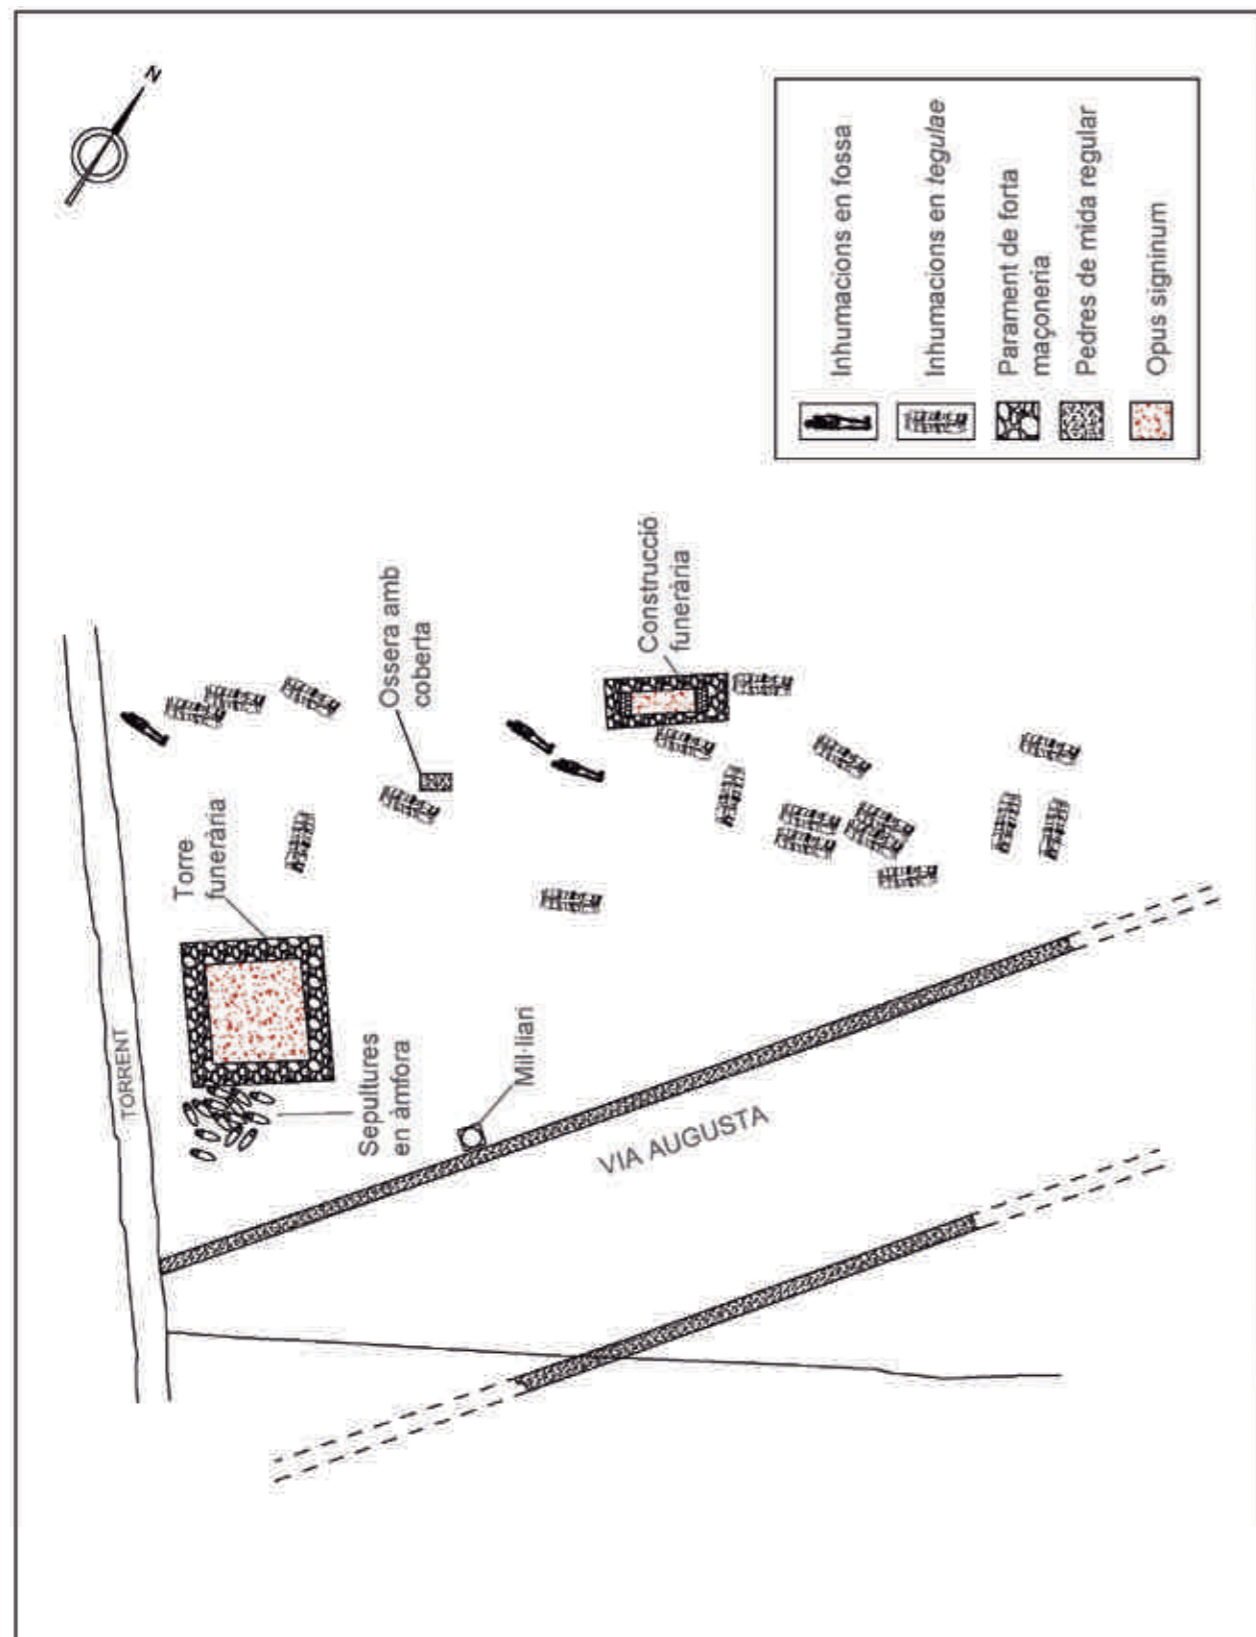 N
Inhumacions en fossa
Inhumacions en tegulae
Parament de forta
maçoneria
Pedres de mida regular
Opus signinum
TORRENT
Torre
funerària
Ossera amb
coberta
Construcció
funerària
Sepultures
en àmfora
Mil·liari
VIA AUGUSTA